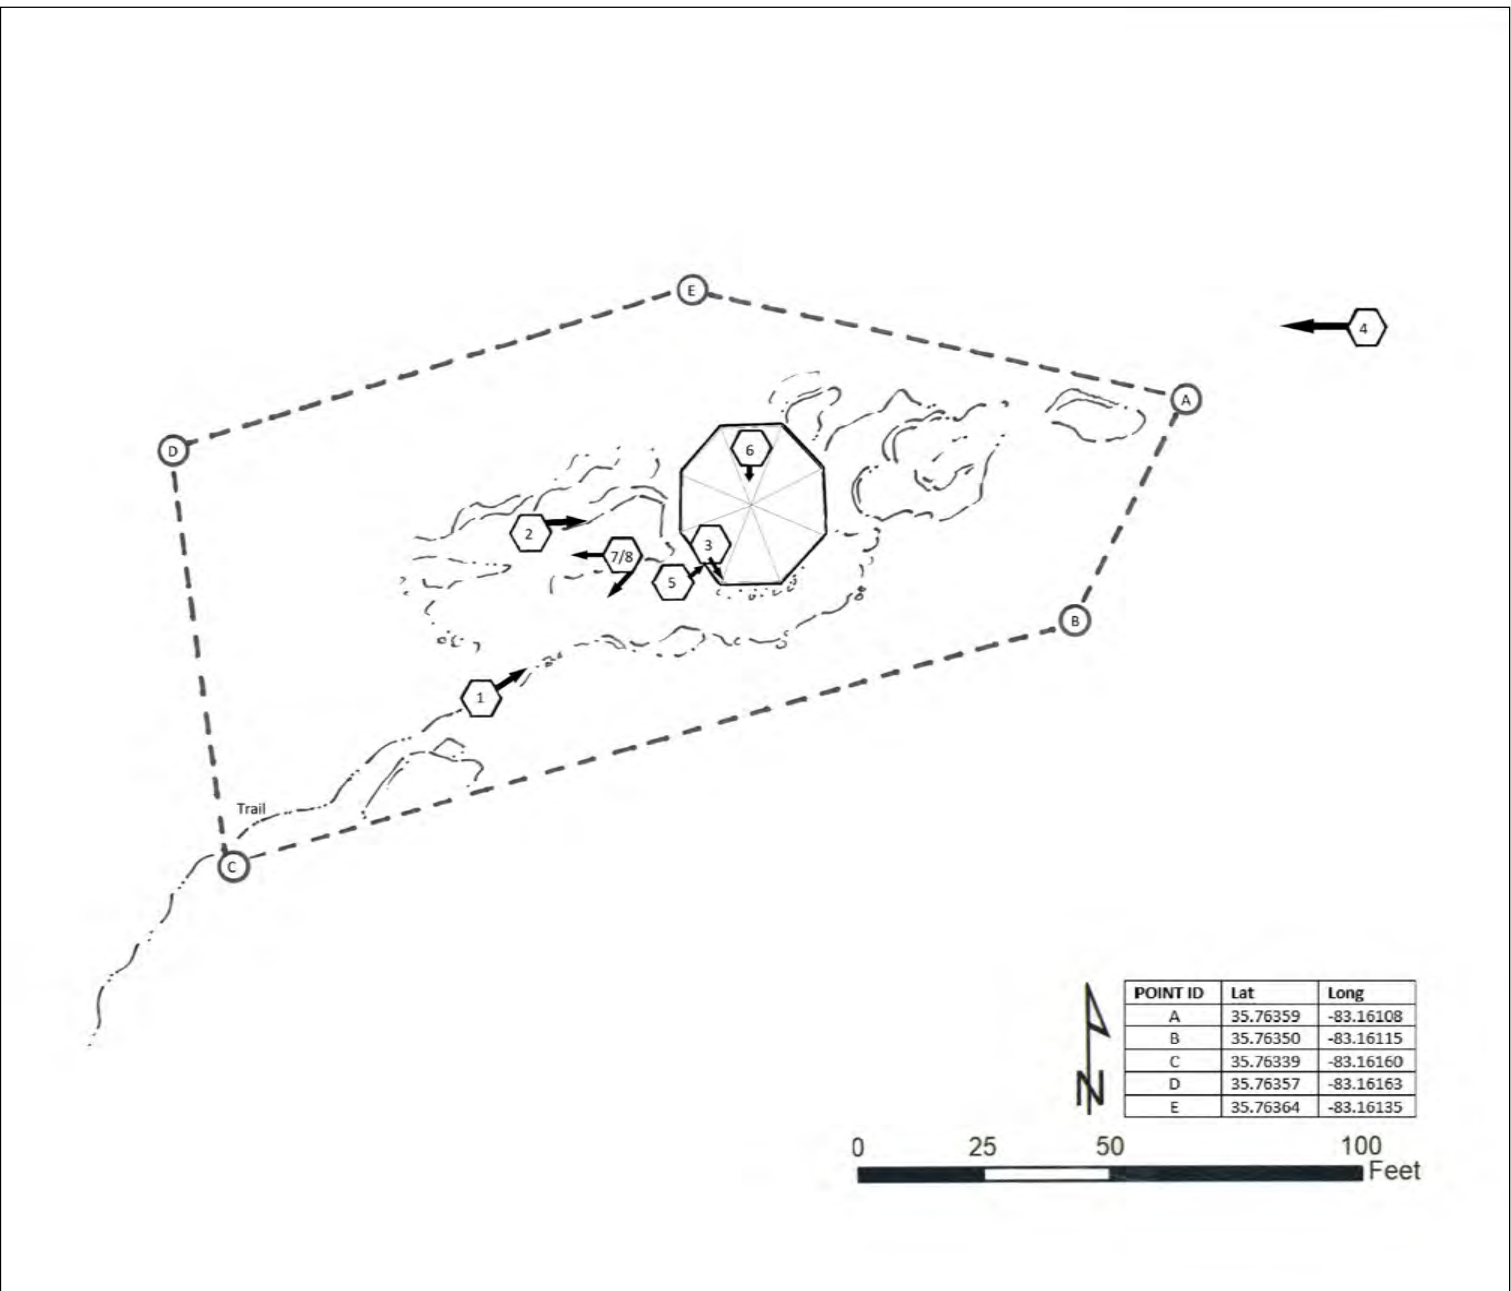 E
4
A
D
6
2
3
7/8
5
B
1
Trail
C
POINT ID Lat Long
A 35.76359 -83.16108
B 35.76350 -83.16115
C 35.76339 -83.16160
D 35.76357 -83.16163
E 35.76364 -83.16135
N
0 25 50 100
Feet